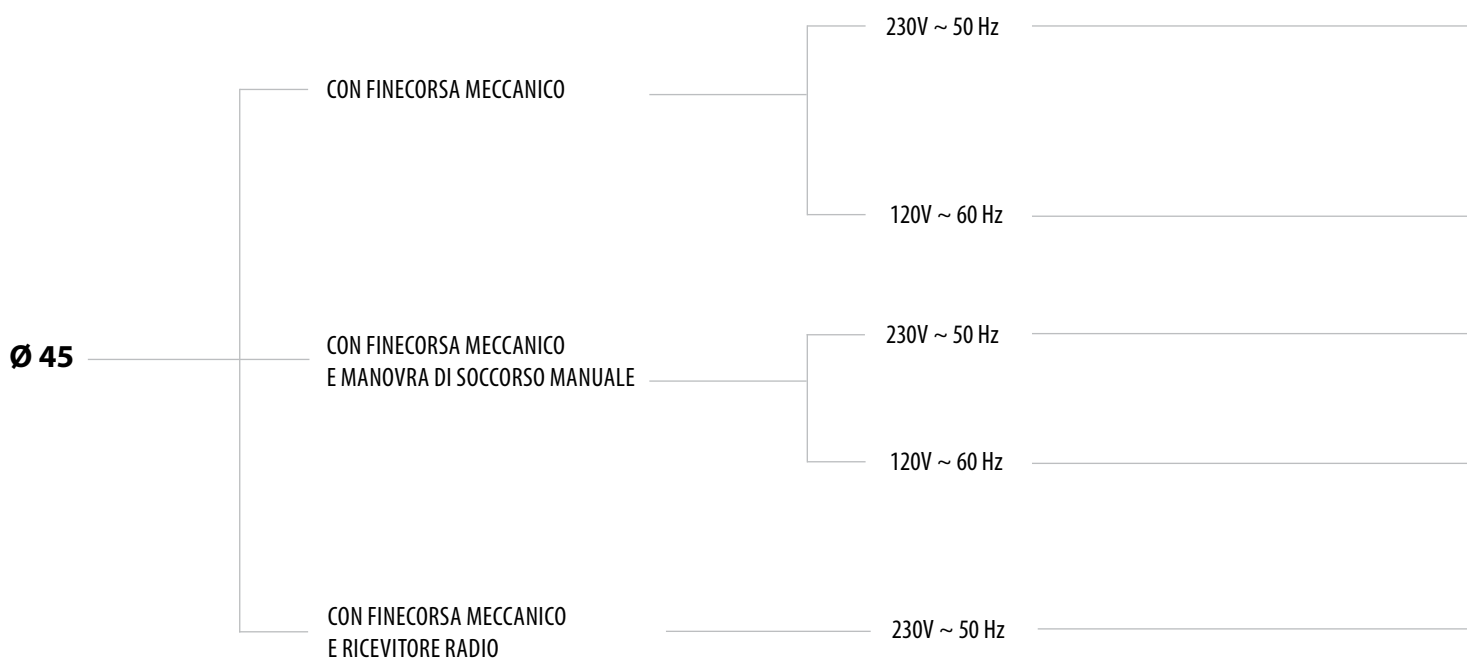 230V ~ 50 Hz
CON FINECORSA MECCANICO
120V ~ 60 Hz
230V ~ 50 Hz
Ø 45
CON FINECORSA MECCANICO
E MANOVRA DI SOCCORSO MANUALE
120V ~ 60 Hz
CON FINECORSA MECCANICO
E RICEVITORE RADIO
230V ~ 50 Hz